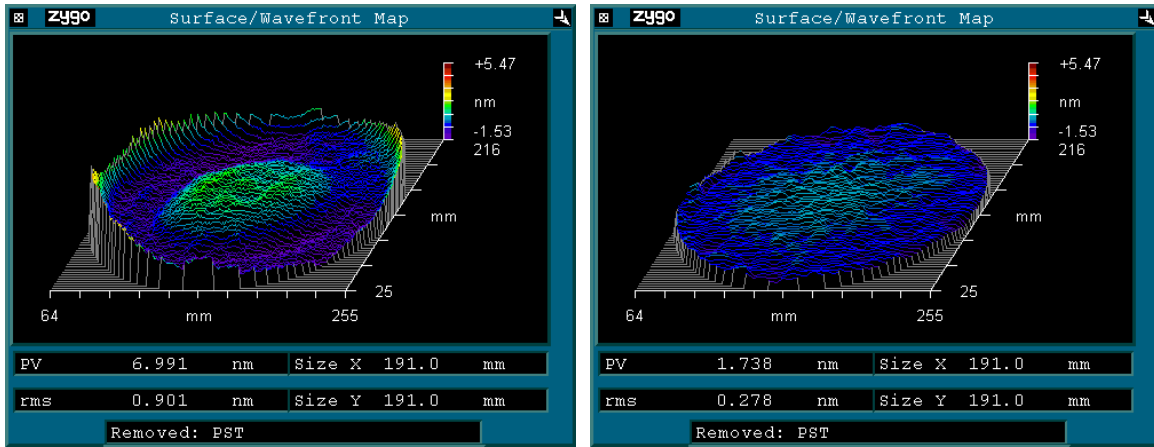 zygo Surface/Wavefront Map
+5.47
nm
-1.53
216
mm
25
64 mm 255
PV 6.991 nm Size X 191.0 mm
rms 0.901 nm Size Y 191.0 mm
Removed: PST
zygo Surface/Wavefront Map
+5.47
nm
-1.53
216
mm
25
64 mm 255
PV 1.738 nm Size X 191.0 mm
rms 0.278 nm Size Y 191.0 mm
Removed: PST